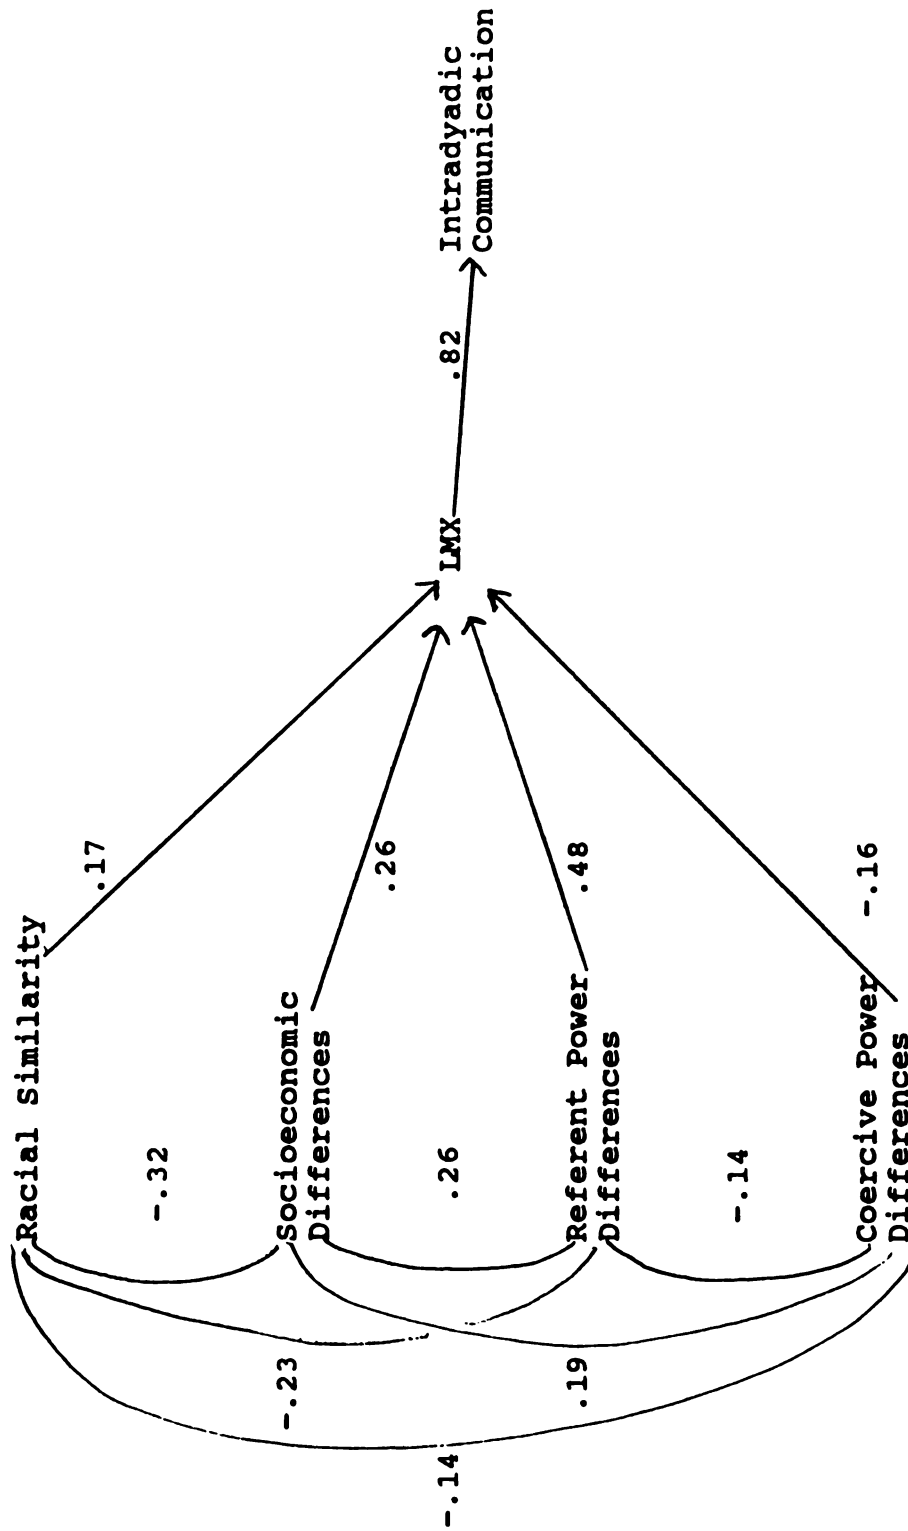 Racial Similarity
.17
-.32
Socioeconomic
Differences
.26
.26
Referent Power
Differences
.48
-.14
Coercive Power
Differences
-.16
-.23
.19
-.14
LMX
.82
Intradyadic
Communication